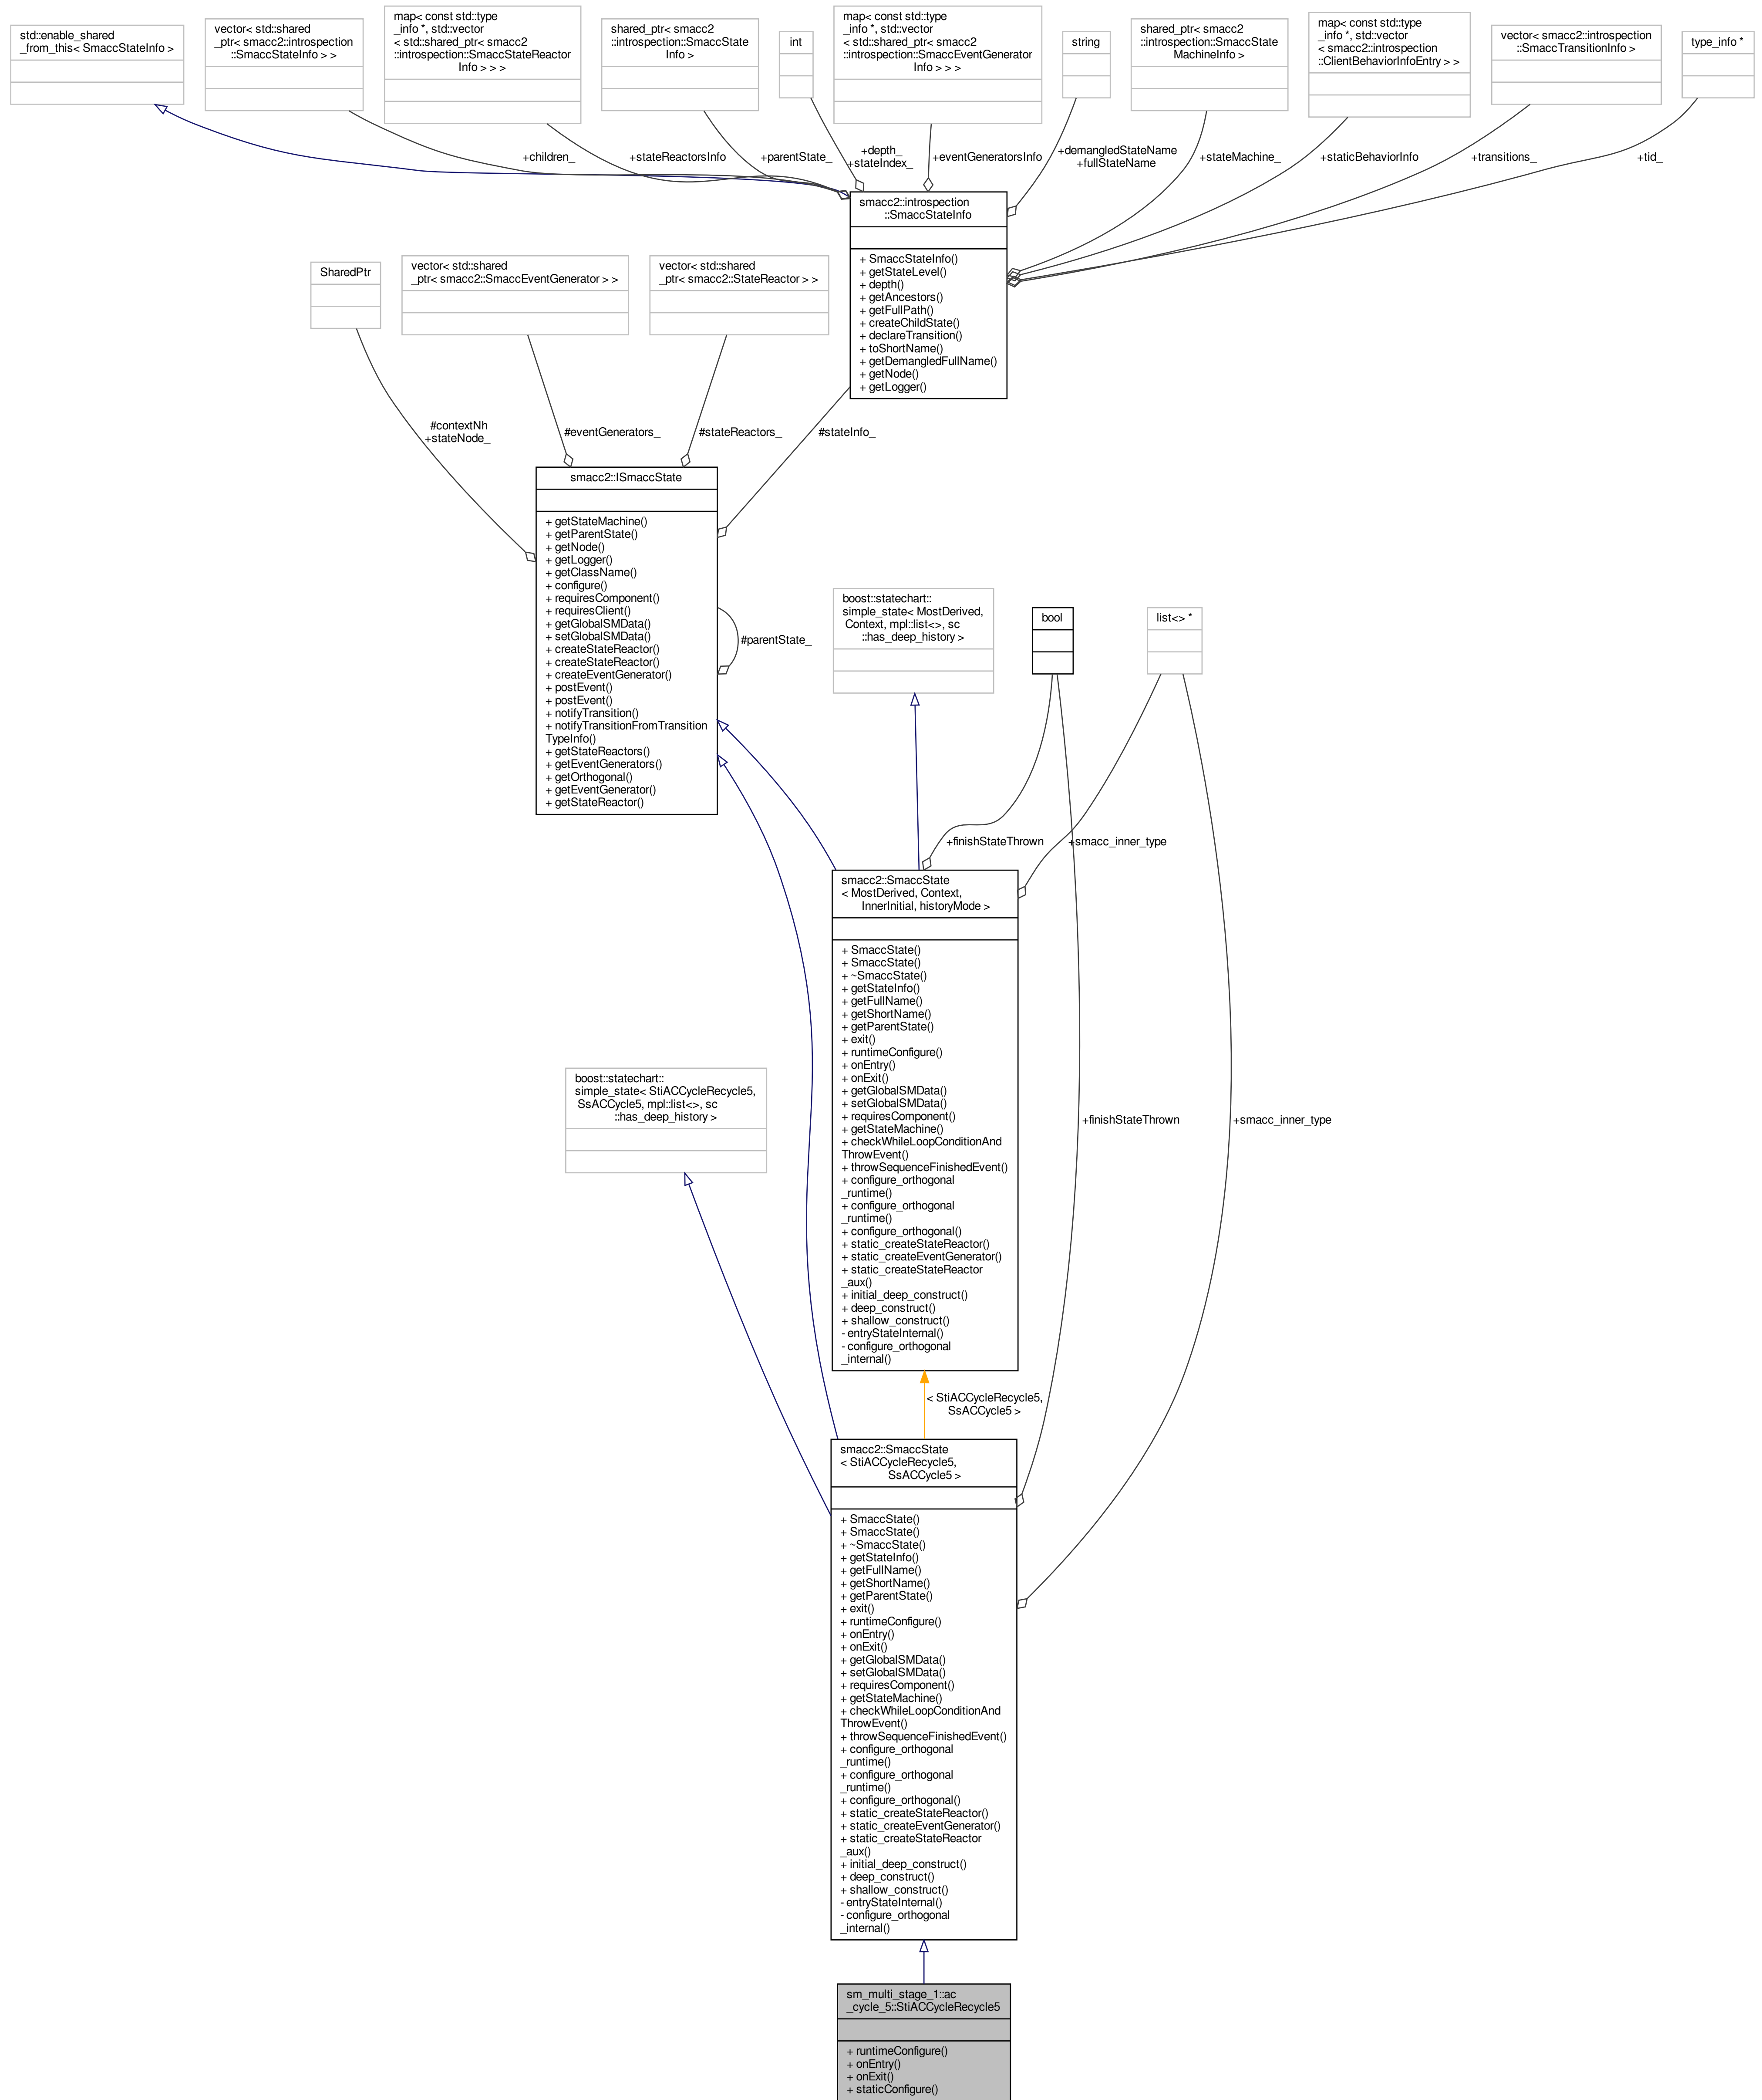 std::enable_shared
_from_this< SmaccStateInfo >
vector< std::shared
_ptr< smacc2::introspection
::SmaccStateInfo > >
map< const std::type
_info *, std::vector
< std::shared_ptr< smacc2
::introspection::SmaccStateReactor
Info > > >
shared_ptr< smacc2
::introspection::SmaccState
Info >
int
map< const std::type
_info *, std::vector
< std::shared_ptr< smacc2
::introspection::SmaccEventGenerator
Info > > >
string
shared_ptr< smacc2
::introspection::SmaccState
MachineInfo >
map< const std::type
_info *, std::vector
< smacc2::introspection
::ClientBehaviorInfoEntry > >
vector< smacc2::introspection
::SmaccTransitionInfo >
type_info *
+children_
+stateReactorsInfo
+parentState_
+depth_
+stateIndex_
+eventGeneratorsInfo
+demangledStateName
+fullStateName
+stateMachine_
+staticBehaviorInfo
+transitions_
+tid_
smacc2::introspection
::SmaccStateInfo
+ SmaccStateInfo()
+ getStateLevel()
+ depth()
+ getAncestors()
+ getFullPath()
+ createChildState()
+ declareTransition()
+ toShortName()
+ getDemangledFullName()
+ getNode()
+ getLogger()
SharedPtr
vector< std::shared
_ptr< smacc2::SmaccEventGenerator > >
vector< std::shared
_ptr< smacc2::StateReactor > >
#contextNh
+stateNode_
#eventGenerators_
#stateReactors_
#stateInfo_
smacc2::ISmaccState
+ getStateMachine()
+ getParentState()
+ getNode()
+ getLogger()
+ getClassName()
+ configure()
+ requiresComponent()
+ requiresClient()
+ getGlobalSMData()
+ setGlobalSMData()
+ createStateReactor()
+ createStateReactor()
+ createEventGenerator()
+ postEvent()
+ postEvent()
+ notifyTransition()
+ notifyTransitionFromTransition
TypeInfo()
+ getStateReactors()
+ getEventGenerators()
+ getOrthogonal()
+ getEventGenerator()
+ getStateReactor()
#parentState_
boost::statechart::
simple_state< MostDerived,
Context, mpl::list<>, sc
::has_deep_history >
bool
list<> *
+finishStateThrown
+smacc_inner_type
smacc2::SmaccState
< MostDerived, Context,
InnerInitial, historyMode >
+ SmaccState()
+ SmaccState()
+ ~SmaccState()
+ getStateInfo()
+ getFullName()
+ getShortName()
+ getParentState()
+ exit()
+ runtimeConfigure()
+ onEntry()
+ onExit()
+ getGlobalSMData()
+ setGlobalSMData()
+ requiresComponent()
+ getStateMachine()
+ checkWhileLoopConditionAnd
ThrowEvent()
+ throwSequenceFinishedEvent()
+ configure_orthogonal
_runtime()
+ configure_orthogonal
_runtime()
+ configure_orthogonal()
+ static_createStateReactor()
+ static_createEventGenerator()
+ static_createStateReactor
_aux()
+ initial_deep_construct()
+ deep_construct()
+ shallow_construct()
- entryStateInternal()
- configure_orthogonal
_internal()
boost::statechart::
simple_state< StiACCycleRecycle5,
SsACCycle5, mpl::list<>, sc
::has_deep_history >
+finishStateThrown
+smacc_inner_type
< StiACCycleRecycle5,
SsACCycle5 >
smacc2::SmaccState
< StiACCycleRecycle5,
SsACCycle5 >
+ SmaccState()
+ SmaccState()
+ ~SmaccState()
+ getStateInfo()
+ getFullName()
+ getShortName()
+ getParentState()
+ exit()
+ runtimeConfigure()
+ onEntry()
+ onExit()
+ getGlobalSMData()
+ setGlobalSMData()
+ requiresComponent()
+ getStateMachine()
+ checkWhileLoopConditionAnd
ThrowEvent()
+ throwSequenceFinishedEvent()
+ configure_orthogonal
_runtime()
+ configure_orthogonal
_runtime()
+ configure_orthogonal()
+ static_createStateReactor()
+ static_createEventGenerator()
+ static_createStateReactor
_aux()
+ initial_deep_construct()
+ deep_construct()
+ shallow_construct()
- entryStateInternal()
- configure_orthogonal
_internal()
sm_multi_stage_1::ac
_cycle_5::StiACCycleRecycle5
+ runtimeConfigure()
+ onEntry()
+ onExit()
+ staticConfigure()